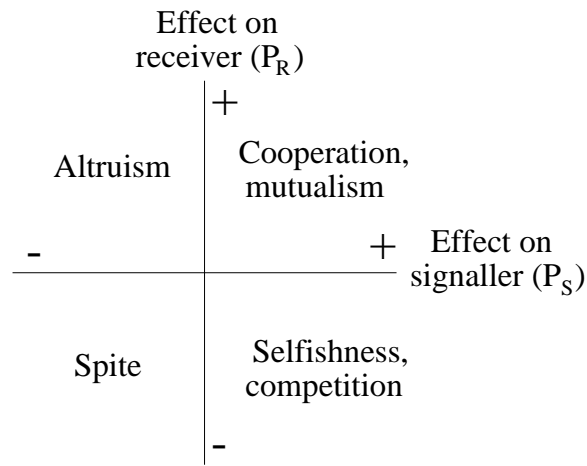 Effect on
receiver (P_R)
+
Altruism
Cooperation,
mutualism
-
+
Effect on
signaller (P_S)
Spite
Selfishness,
competition
-